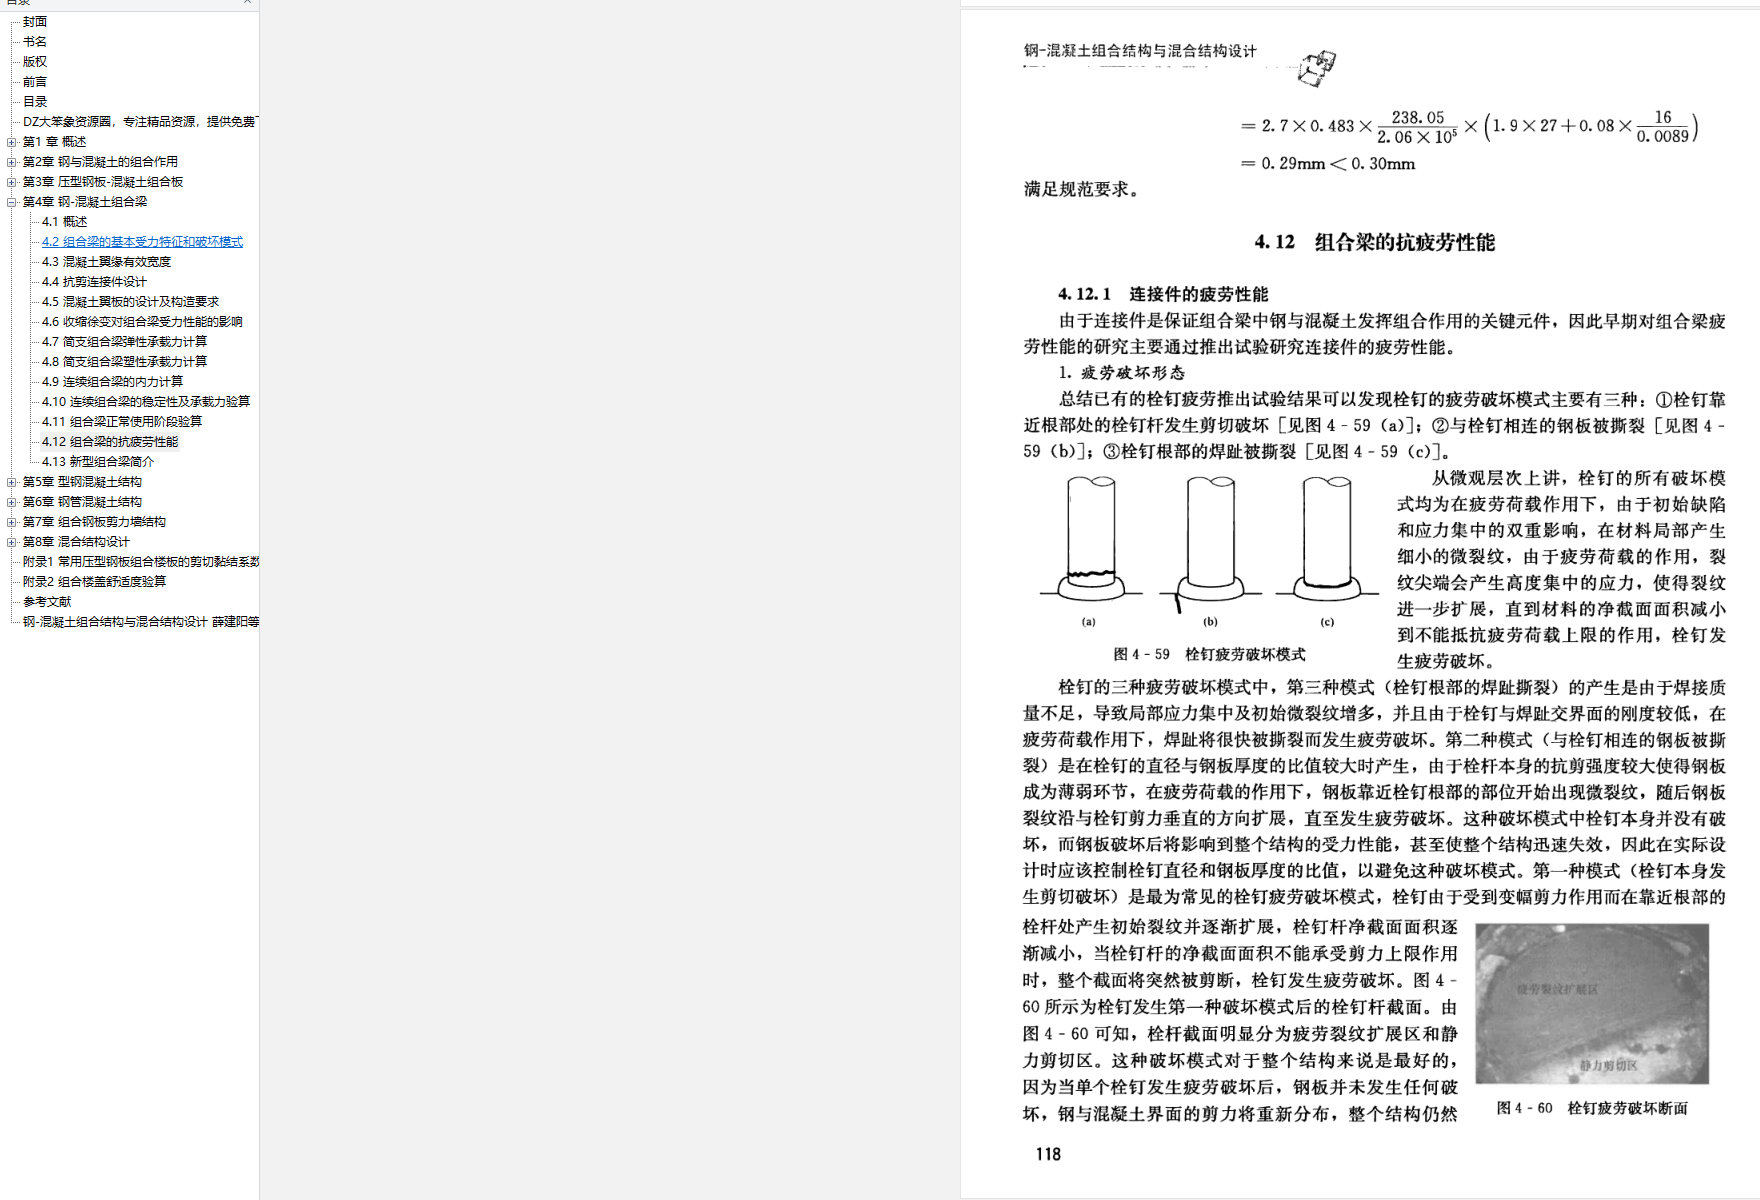 目录
封面
书名
版权
前言
目录
DZ大笨象资源圈，专注精品资源，提供免费下
第1 章 概述
第2章 钢与混凝土的组合作用
第3章 压型钢板-混凝土组合板
第4章 钢-混凝土组合梁
4.1 概述
4.2 组合梁的基本受力特征和破坏模式
4.3 混凝土翼缘有效宽度
4.4 抗剪连接件设计
4.5 混凝土翼板的设计及构造要求
4.6 收缩徐变对组合梁受力性能的影响
4.7 简支组合梁弹性承载力计算
4.8 简支组合梁塑性承载力计算
4.9 连续组合梁的内力计算
4.10 连续组合梁的稳定性及承载力验算
4.11 组合梁正常使用阶段验算
4.12 组合梁的抗疲劳性能
4.13 新型组合梁简介
第5章 型钢混凝土结构
第6章 钢管混凝土结构
第7章 组合钢板剪力墙结构
第8章 混合结构设计
附录1 常用压型钢板组合楼板的剪切黏结系数
附录2 组合楼盖舒适度验算
参考文献
钢-混凝土组合结构与混合结构设计 薛建阳等
钢-混凝土组合结构与混合结构设计
= 2.7×0.483× 238.05 / 2.06×10⁵ ×(1.9×27+0.08× 16 / 0.0089)
= 0.29mm＜0.30mm
满足规范要求。
4.12 组合梁的抗疲劳性能
4.12.1 连接件的疲劳性能
由于连接件是保证组合梁中钢与混凝土发挥组合作用的关键元件，因此早期对组合梁疲
劳性能的研究主要通过推出试验研究连接件的疲劳性能。
1. 疲劳破坏形态
总结已有的栓钉疲劳推出试验结果可以发现栓钉的疲劳破坏模式主要有三种：①栓钉靠
近根部处的栓钉杆发生剪切破坏［见图 4－59（a)]；②与栓钉相连的钢板被撕裂［见图 4－
59（b)]；③栓钉根部的焊趾被撕裂［见图 4－59（c)]。
从微观层次上讲，栓钉的所有破坏模
式均为在疲劳荷载作用下，由于初始缺陷
和应力集中的双重影响，在材料局部产生
细小的微裂纹，由于疲劳荷载的作用，裂
纹尖端会产生高度集中的应力，使得裂纹
进一步扩展，直到材料的净截面面积减小
到不能抵抗疲劳荷载上限的作用，栓钉发
生疲劳破坏。
(a) (b) (c)
图 4－59 栓钉疲劳破坏模式
栓钉的三种疲劳破坏模式中，第三种模式（栓钉根部的焊趾撕裂）的产生是由于焊接质
量不足，导致局部应力集中及初始微裂纹增多，并且由于栓钉与焊趾交界面的刚度较低，在
疲劳荷载作用下，焊趾将很快被撕裂而发生疲劳破坏。第二种模式（与栓钉相连的钢板被撕
裂）是在栓钉的直径与钢板厚度的比值较大时产生，由于栓杆本身的抗剪强度较大使得钢板
成为薄弱环节，在疲劳荷载的作用下，钢板靠近栓钉根部的部位开始出现微裂纹，随后钢板
裂纹沿与栓钉剪力垂直的方向扩展，直至发生疲劳破坏。这种破坏模式中栓钉本身并没有破
坏，而钢板破坏后将影响到整个结构的受力性能，甚至使整个结构迅速失效，因此在实际设
计时应该控制栓钉直径和钢板厚度的比值，以避免这种破坏模式。第一种模式（栓钉本身发
生剪切破坏）是最为常见的栓钉疲劳破坏模式，栓钉由于受到变幅剪力作用而在靠近根部的
栓杆处产生初始裂纹并逐渐扩展，栓钉杆净截面面积逐
渐减小，当栓钉杆的净截面面积不能承受剪力上限作用
时，整个截面将突然被剪断，栓钉发生疲劳破坏。图 4－
60 所示为栓钉发生第一种破坏模式后的栓钉杆截面。由
图 4－60 可知，栓杆截面明显分为疲劳裂纹扩展区和静
力剪切区。这种破坏模式对于整个结构来说是最好的，
因为当单个栓钉发生疲劳破坏后，钢板并未发生任何破
坏，钢与混凝土界面的剪力将重新分布，整个结构仍然
疲劳裂纹扩展区
静力剪切区
图 4－60 栓钉疲劳破坏断面
118